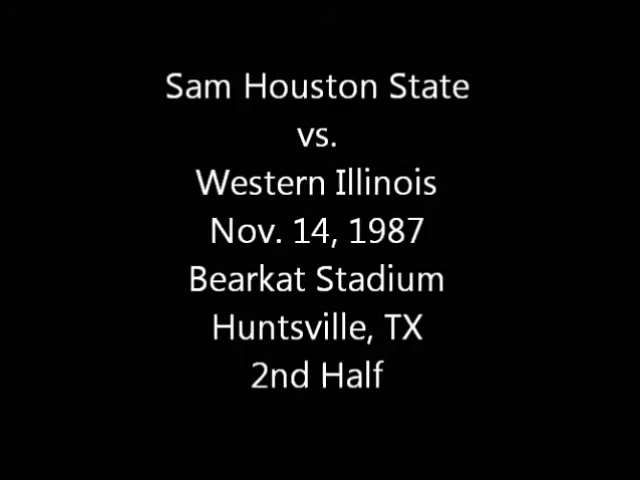 Sam Houston State
vs.
Western Illinois
Nov. 14, 1987
Bearkat Stadium
Huntsville, TX
2nd Half